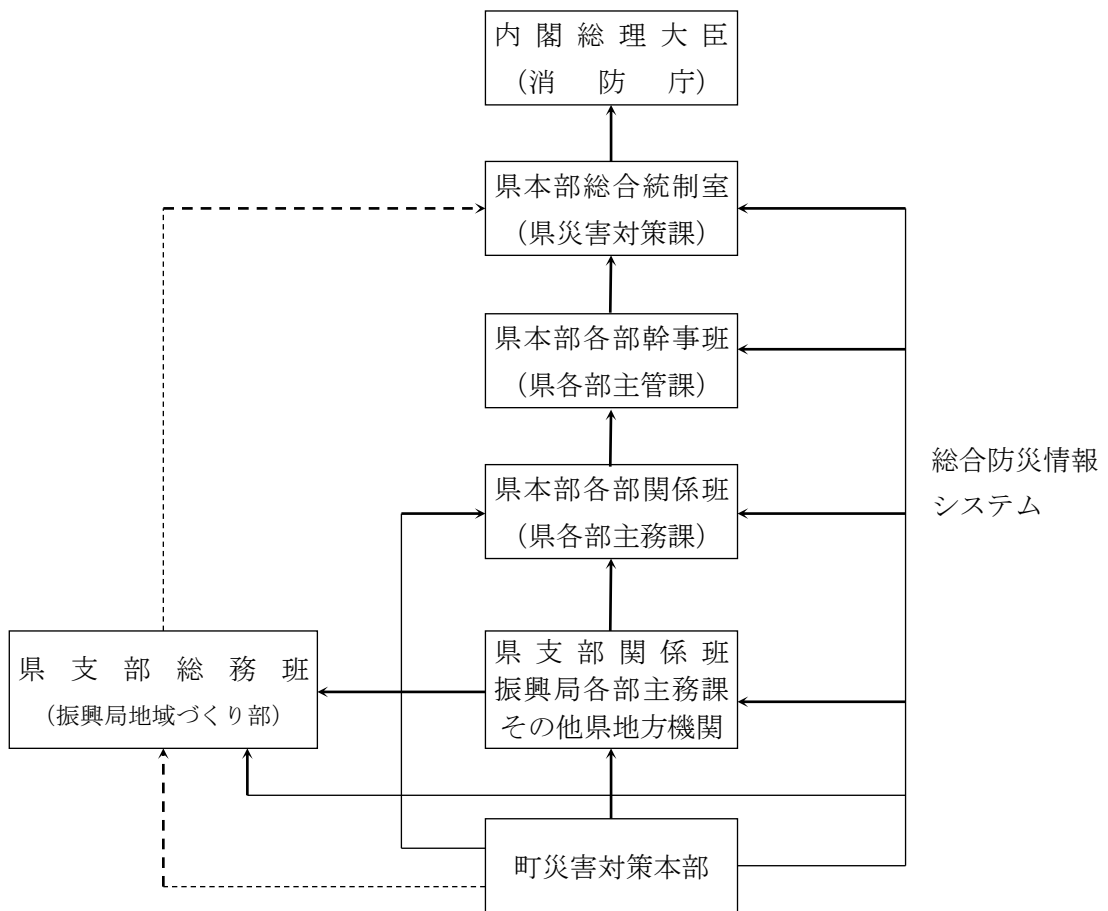 内閣総理大臣
（消防庁）
県本部総合統制室
（県災害対策課）
県本部各部幹事班
（県各部主管課）
総合防災情報
システム
県本部各部関係班
（県各部主務課）
県支部総務班
（振興局地域づくり部）
県支部関係班
振興局各部主務課
その他県地方機関
町災害対策本部